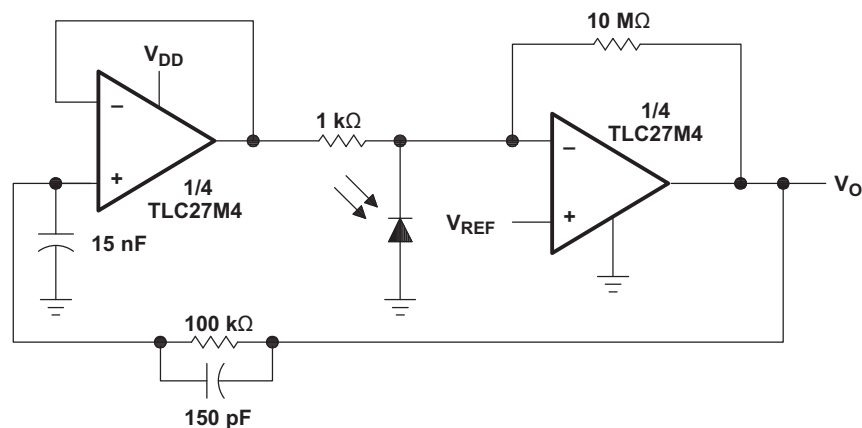 10 MΩ
V_DD
1 kΩ
1/4
TLC27M4
1/4
TLC27M4
V_O
15 nF
V_REF
100 kΩ
150 pF
−
+
−
+